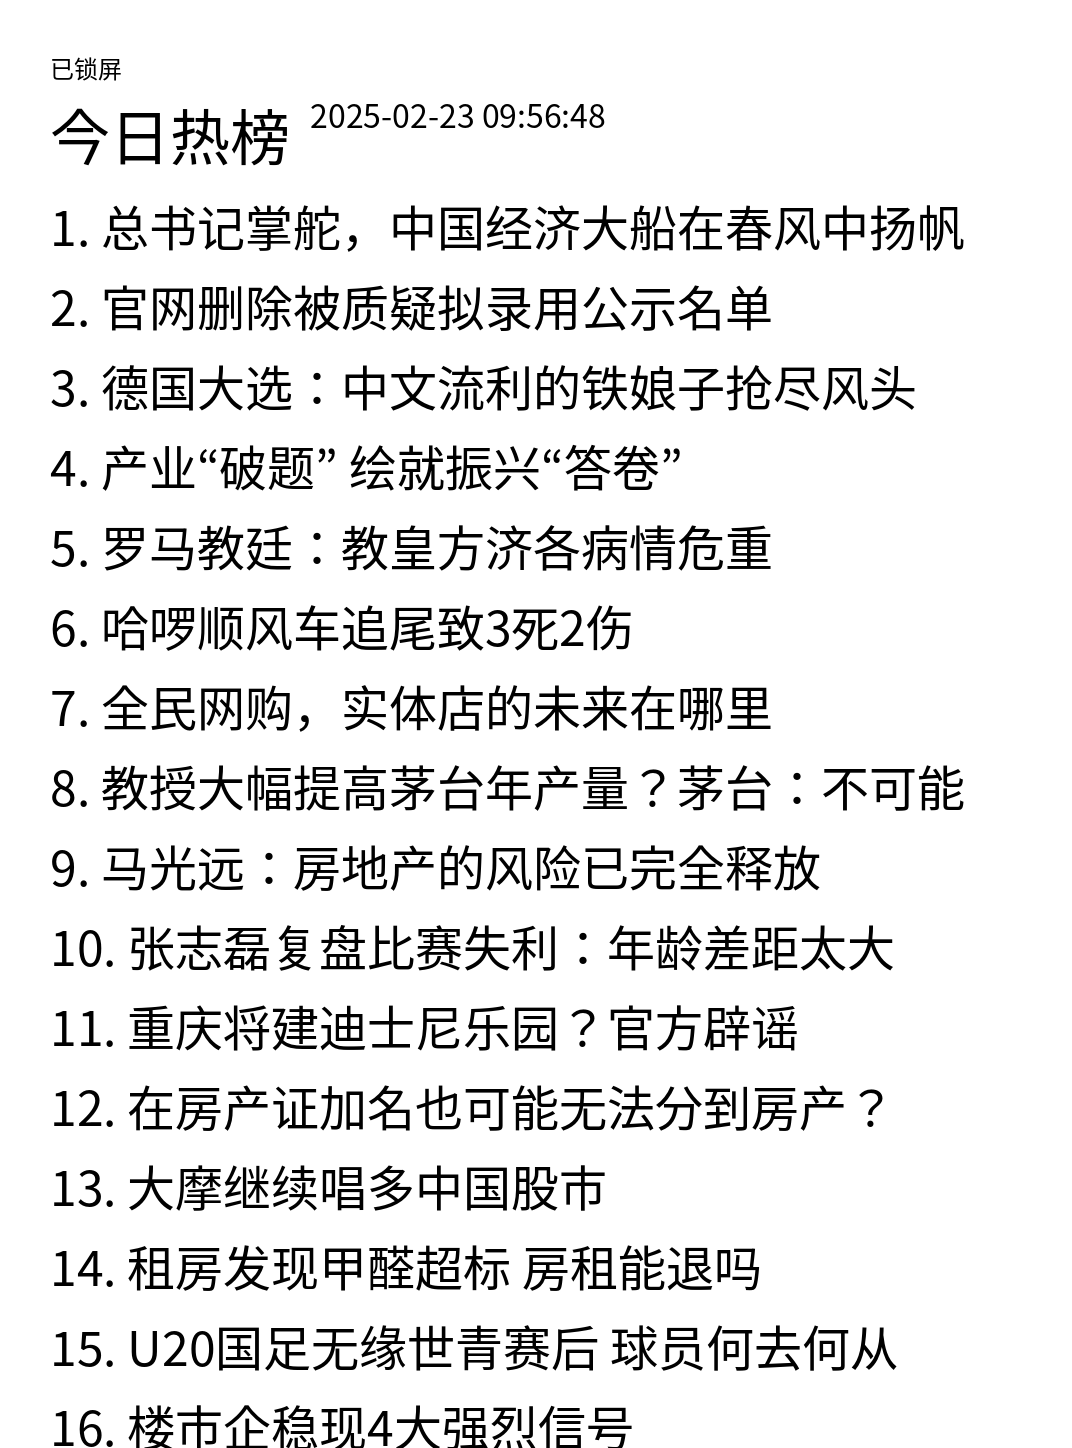 已锁屏
今日热榜 2025-02-23 09:56:48
1. 总书记掌舵，中国经济大船在春风中扬帆
2. 官网删除被质疑拟录用公示名单
3. 德国大选：中文流利的铁娘子抢尽风头
4. 产业“破题” 绘就振兴“答卷”
5. 罗马教廷：教皇方济各病情危重
6. 哈啰顺风车追尾致3死2伤
7. 全民网购，实体店的未来在哪里
8. 教授大幅提高茅台年产量？茅台：不可能
9. 马光远：房地产的风险已完全释放
10. 张志磊复盘比赛失利：年龄差距太大
11. 重庆将建迪士尼乐园？官方辟谣
12. 在房产证加名也可能无法分到房产？
13. 大摩继续唱多中国股市
14. 租房发现甲醛超标 房租能退吗
15. U20国足无缘世青赛后 球员何去何从
16. 楼市企稳现4大强烈信号